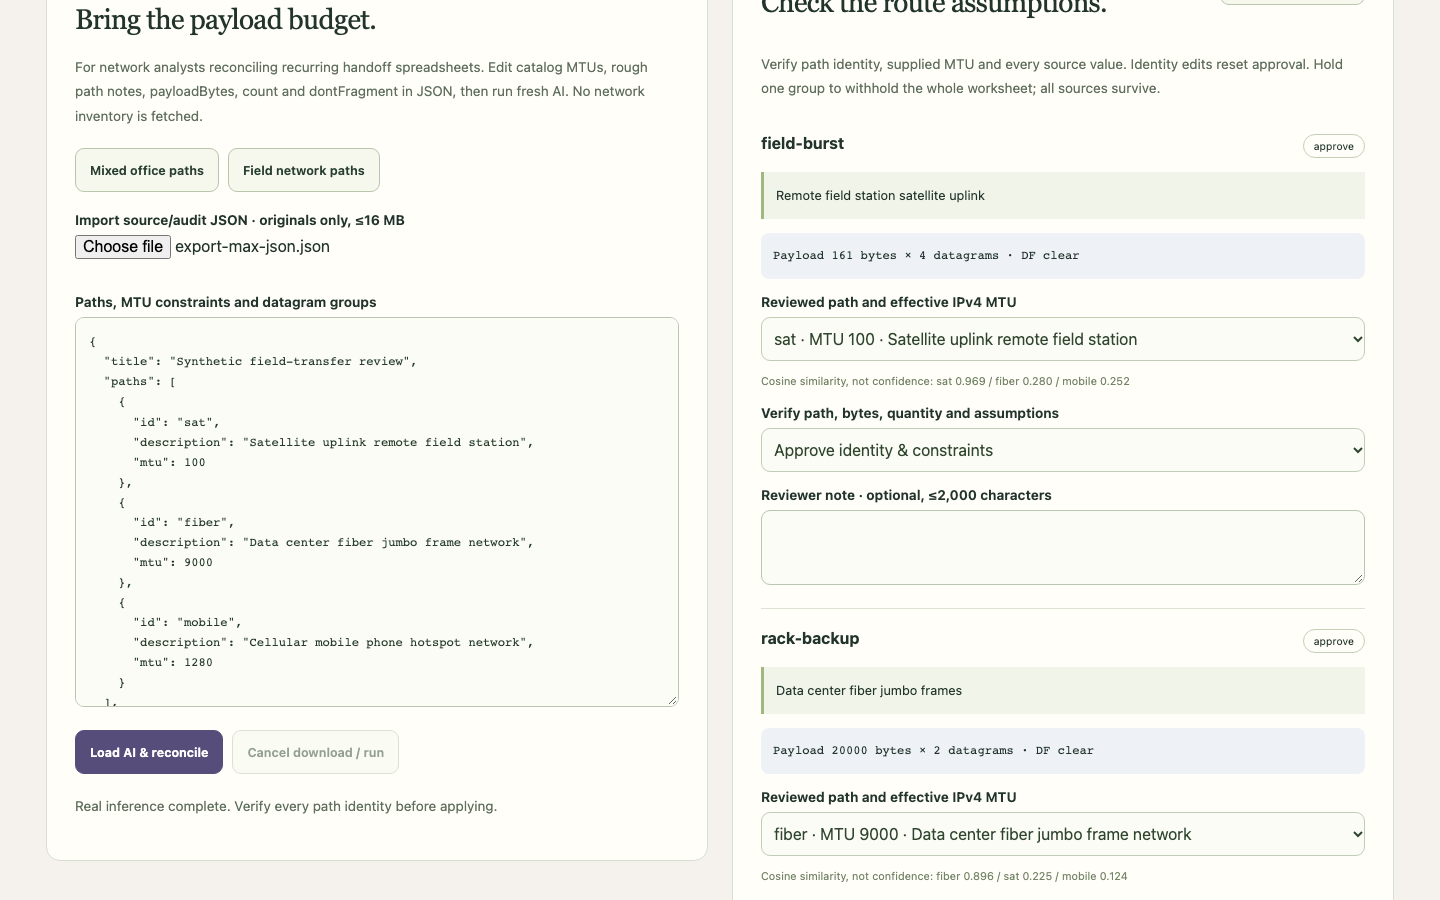 Bring the payload budget.
For network analysts reconciling recurring handoff spreadsheets. Edit catalog MTUs, rough
path notes, payloadBytes, count and dontFragment in JSON, then run fresh AI. No network
inventory is fetched.
Mixed office paths
Field network paths
Import source/audit JSON · originals only, ≤16 MB
Choose file export-max-json.json
Paths, MTU constraints and datagram groups
{
"title": "Synthetic field-transfer review",
"paths": [
{
"id": "sat",
"description": "Satellite uplink remote field station",
"mtu": 100
},
{
"id": "fiber",
"description": "Data center fiber jumbo frame network",
"mtu": 9000
},
{
"id": "mobile",
"description": "Cellular mobile phone hotspot network",
"mtu": 1280
}
],
Load AI & reconcile
Cancel download / run
Real inference complete. Verify every path identity before applying.
Check the route assumptions.
Verify path identity, supplied MTU and every source value. Identity edits reset approval. Hold
one group to withhold the whole worksheet; all sources survive.
field-burst
approve
Remote field station satellite uplink
Payload 161 bytes × 4 datagrams · DF clear
Reviewed path and effective IPv4 MTU
sat · MTU 100 · Satellite uplink remote field station
Cosine similarity, not confidence: sat 0.969 / fiber 0.280 / mobile 0.252
Verify path, bytes, quantity and assumptions
Approve identity & constraints
Reviewer note · optional, ≤2,000 characters
rack-backup
approve
Data center fiber jumbo frames
Payload 20000 bytes × 2 datagrams · DF clear
Reviewed path and effective IPv4 MTU
fiber · MTU 9000 · Data center fiber jumbo frame network
Cosine similarity, not confidence: fiber 0.896 / sat 0.225 / mobile 0.124